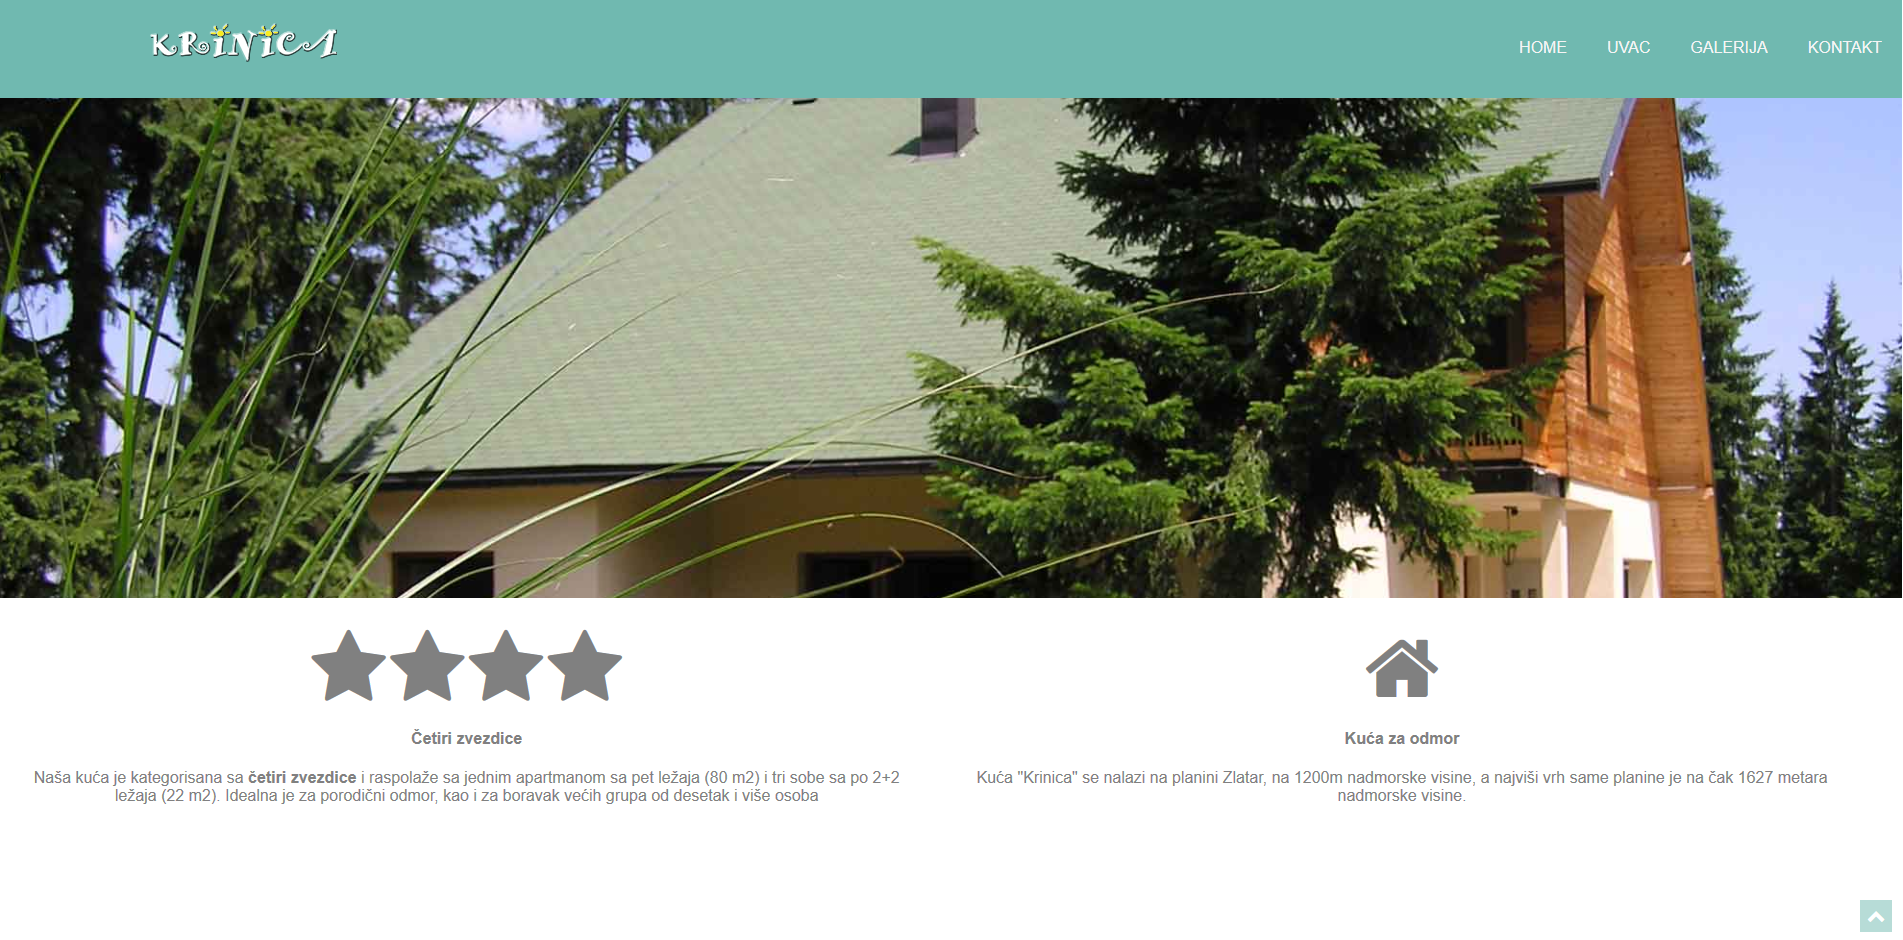 KRINICA
HOME UVAC GALERIJA KONTAKT
Četiri zvezdice
Naša kuća je kategorisana sa četiri zvezdice i raspolaže sa jednim apartmanom sa pet ležaja (80 m2) i tri sobe sa po 2+2
ležaja (22 m2). Idealna je za porodični odmor, kao i za boravak većih grupa od desetak i više osoba
Kuća za odmor
Kuća "Krinica" se nalazi na planini Zlatar, na 1200m nadmorske visine, a najviši vrh same planine je na čak 1627 metara
nadmorske visine.